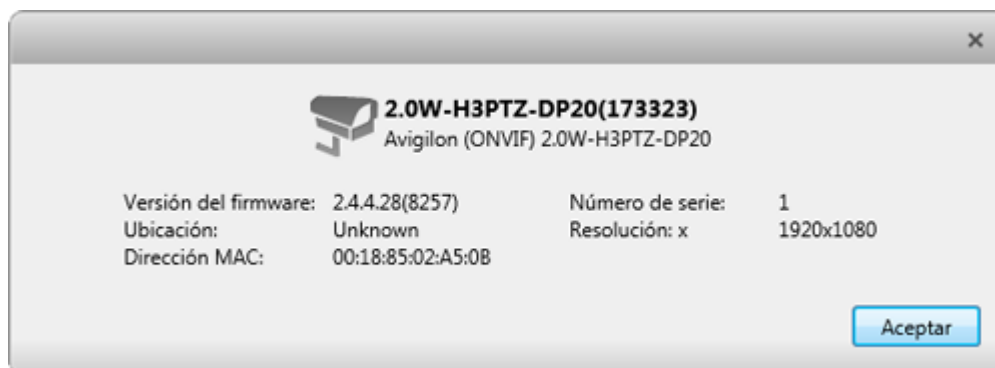 2.0W-H3PTZ-DP20(173323)
Avigilon (ONVIF) 2.0W-H3PTZ-DP20
Versión del firmware: 2.4.4.28(8257) Número de serie: 1
Ubicación: Unknown Resolución: x 1920x1080
Dirección MAC: 00:18:85:02:A5:0B
Aceptar